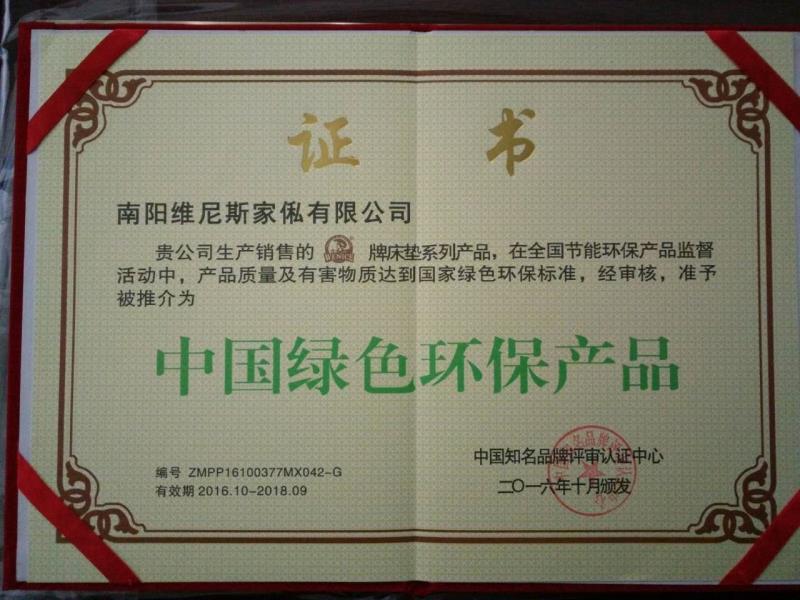 证 书
南阳维尼斯家俬有限公司
贵公司生产销售的 WENICS 牌床垫系列产品，在全国节能环保产品监督
活动中，产品质量及有害物质达到国家绿色环保标准，经审核，准予
被推介为
中国绿色环保产品
编号 ZMPP16100377MX042-G
有效期 2016.10-2018.09
中国知名品牌评审认证中心
二〇一六年十月颁发